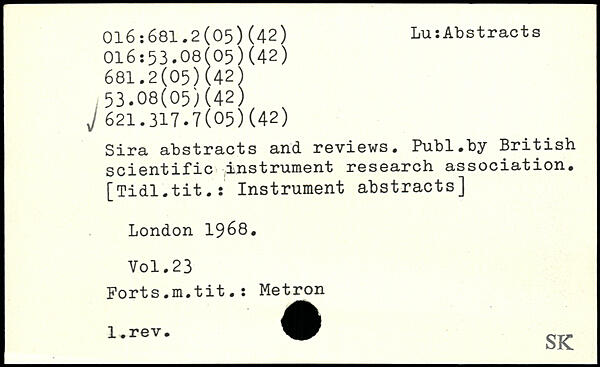 016:681.2(05)(42) Lu:Abstracts
016:53.08(05)(42)
681.2(05)(42)
53.08(05)(42)
621.317.7(05)(42)
Sira abstracts and reviews. Publ.by British
scientific instrument research association.
[Tidl.tit.: Instrument abstracts]
London 1968.
Vol.23
Forts.m.tit.: Metron
1.rev.
SK